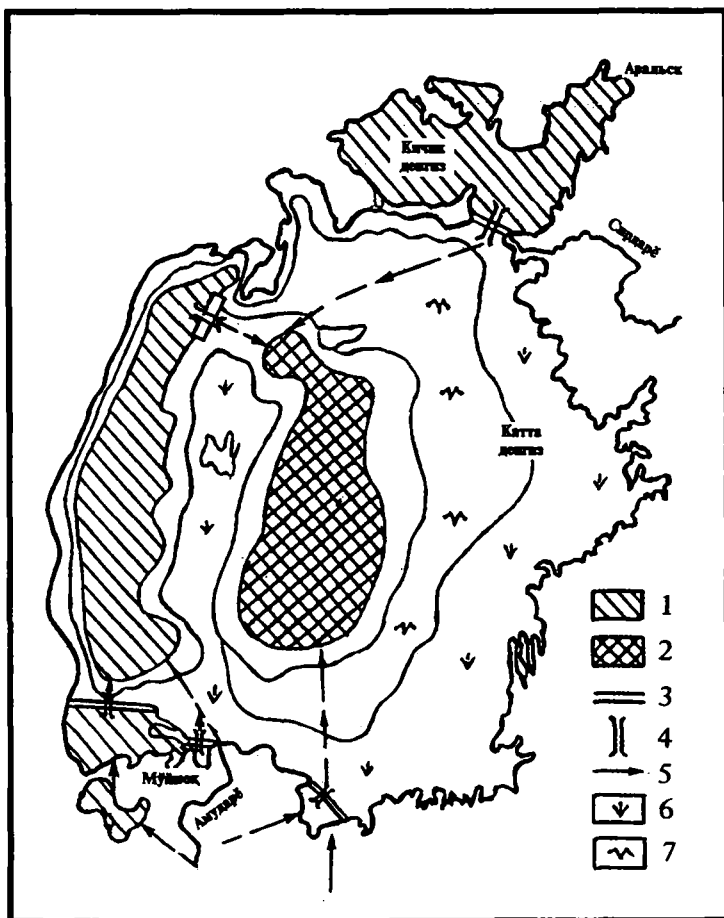 Аральск
Кичик
денгиз
Сирдарё
Катта
денгиз
Мўйноқ
Амударё
1
2
3
4
5
6
7